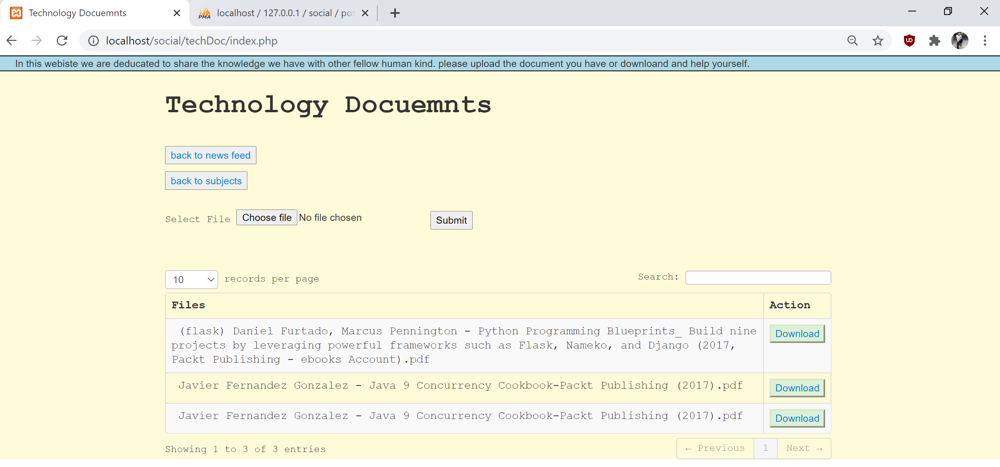 Technology Docuemnts
PMA localhost / 127.0.0.1 / social / pos
localhost/social/techDoc/index.php
In this webiste we are deducated to share the knowledge we have with other fellow human kind. please upload the document you have or downloand and help yourself.
Technology Docuemnts
back to news feed
back to subjects
Select File Choose file No file chosen Submit
10 records per page Search:
Files Action
(flask) Daniel Furtado, Marcus Pennington - Python Programming Blueprints_ Build nine Download
projects by leveraging powerful frameworks such as Flask, Nameko, and Django (2017,
Packt Publishing - ebooks Account).pdf
Javier Fernandez Gonzalez - Java 9 Concurrency Cookbook-Packt Publishing (2017).pdf Download
Javier Fernandez Gonzalez - Java 9 Concurrency Cookbook-Packt Publishing (2017).pdf Download
Showing 1 to 3 of 3 entries ← Previous 1 Next →